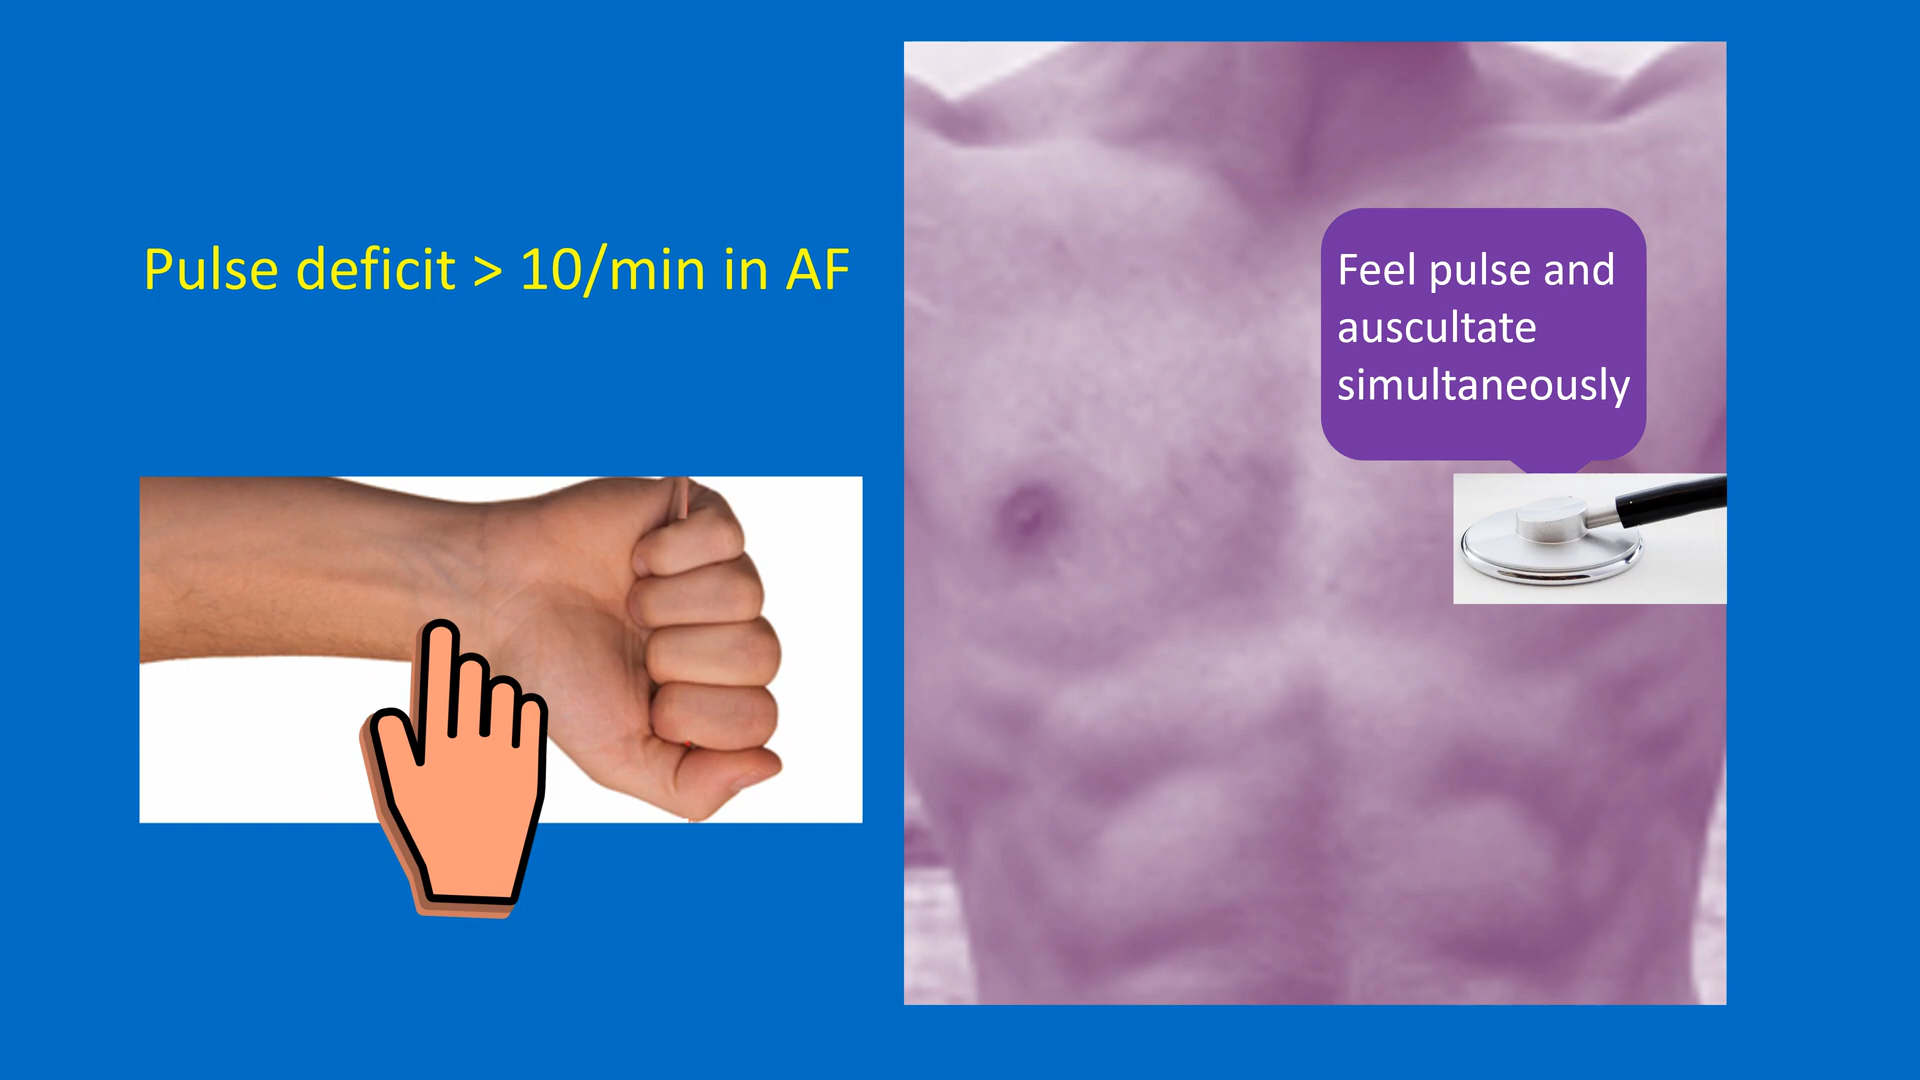 Pulse deficit > 10/min in AF
Feel pulse and
auscultate
simultaneously